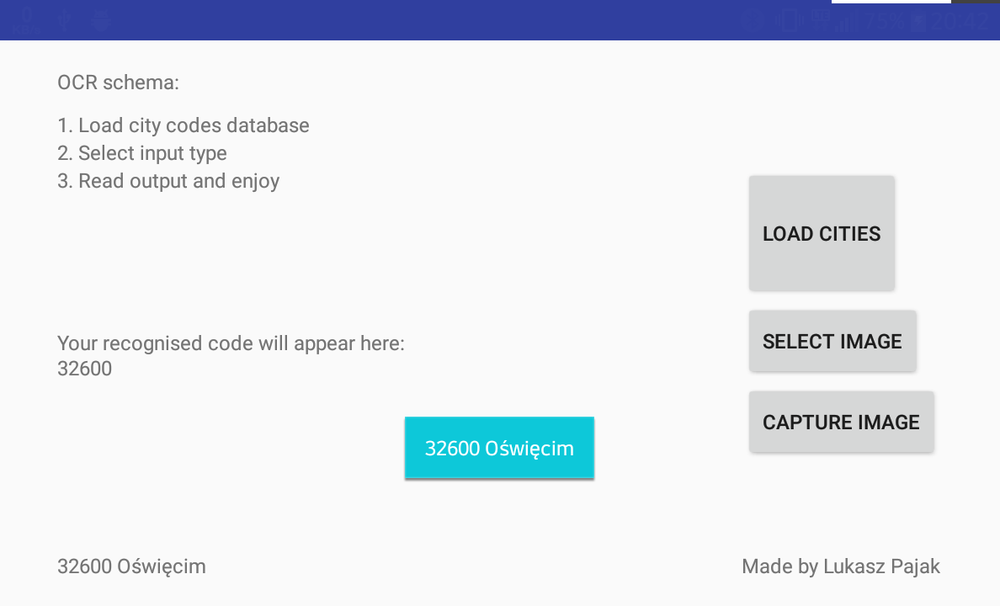 0
KB/s
75% 20:42
OCR schema:
1. Load city codes database
2. Select input type
3. Read output and enjoy
LOAD CITIES
SELECT IMAGE
Your recognised code will appear here:
32600
CAPTURE IMAGE
32600 Oświęcim
32600 Oświęcim
Made by Lukasz Pajak